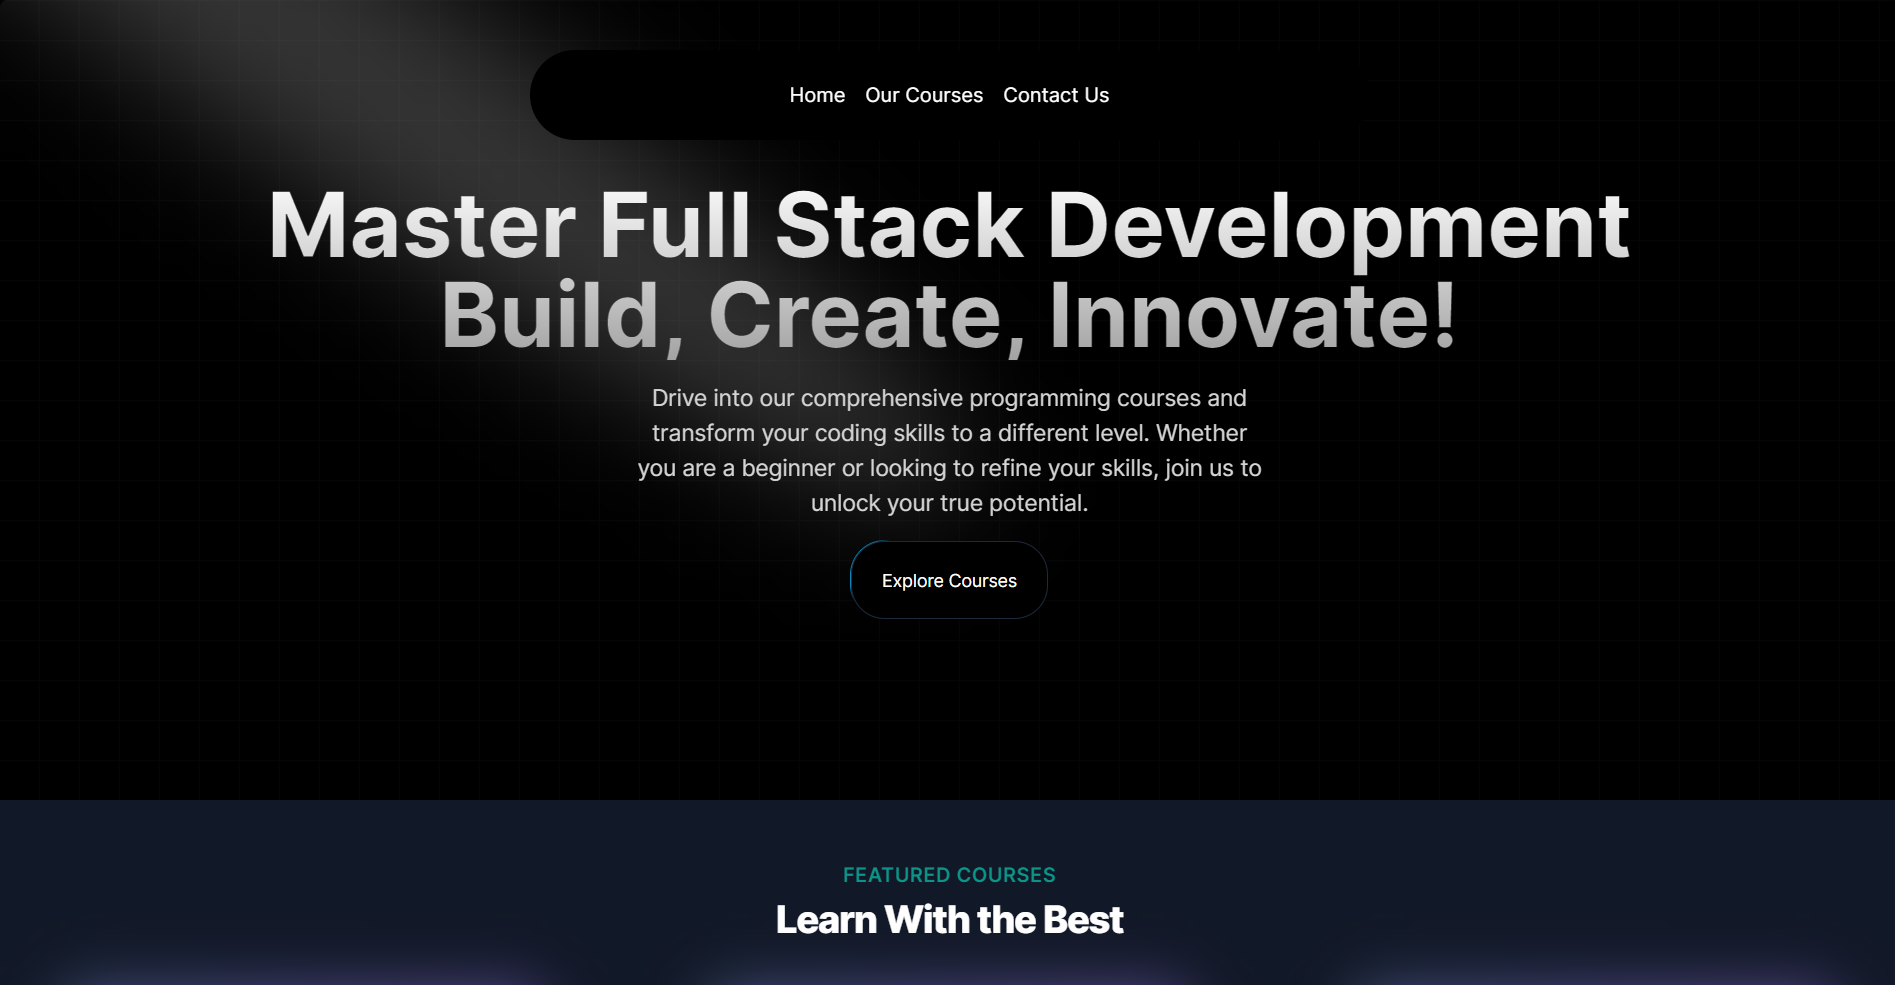 Home Our Courses Contact Us
Master Full Stack Development
Build, Create, Innovate!
Drive into our comprehensive programming courses and
transform your coding skills to a different level. Whether
you are a beginner or looking to refine your skills, join us to
unlock your true potential.
Explore Courses
FEATURED COURSES
Learn With the Best